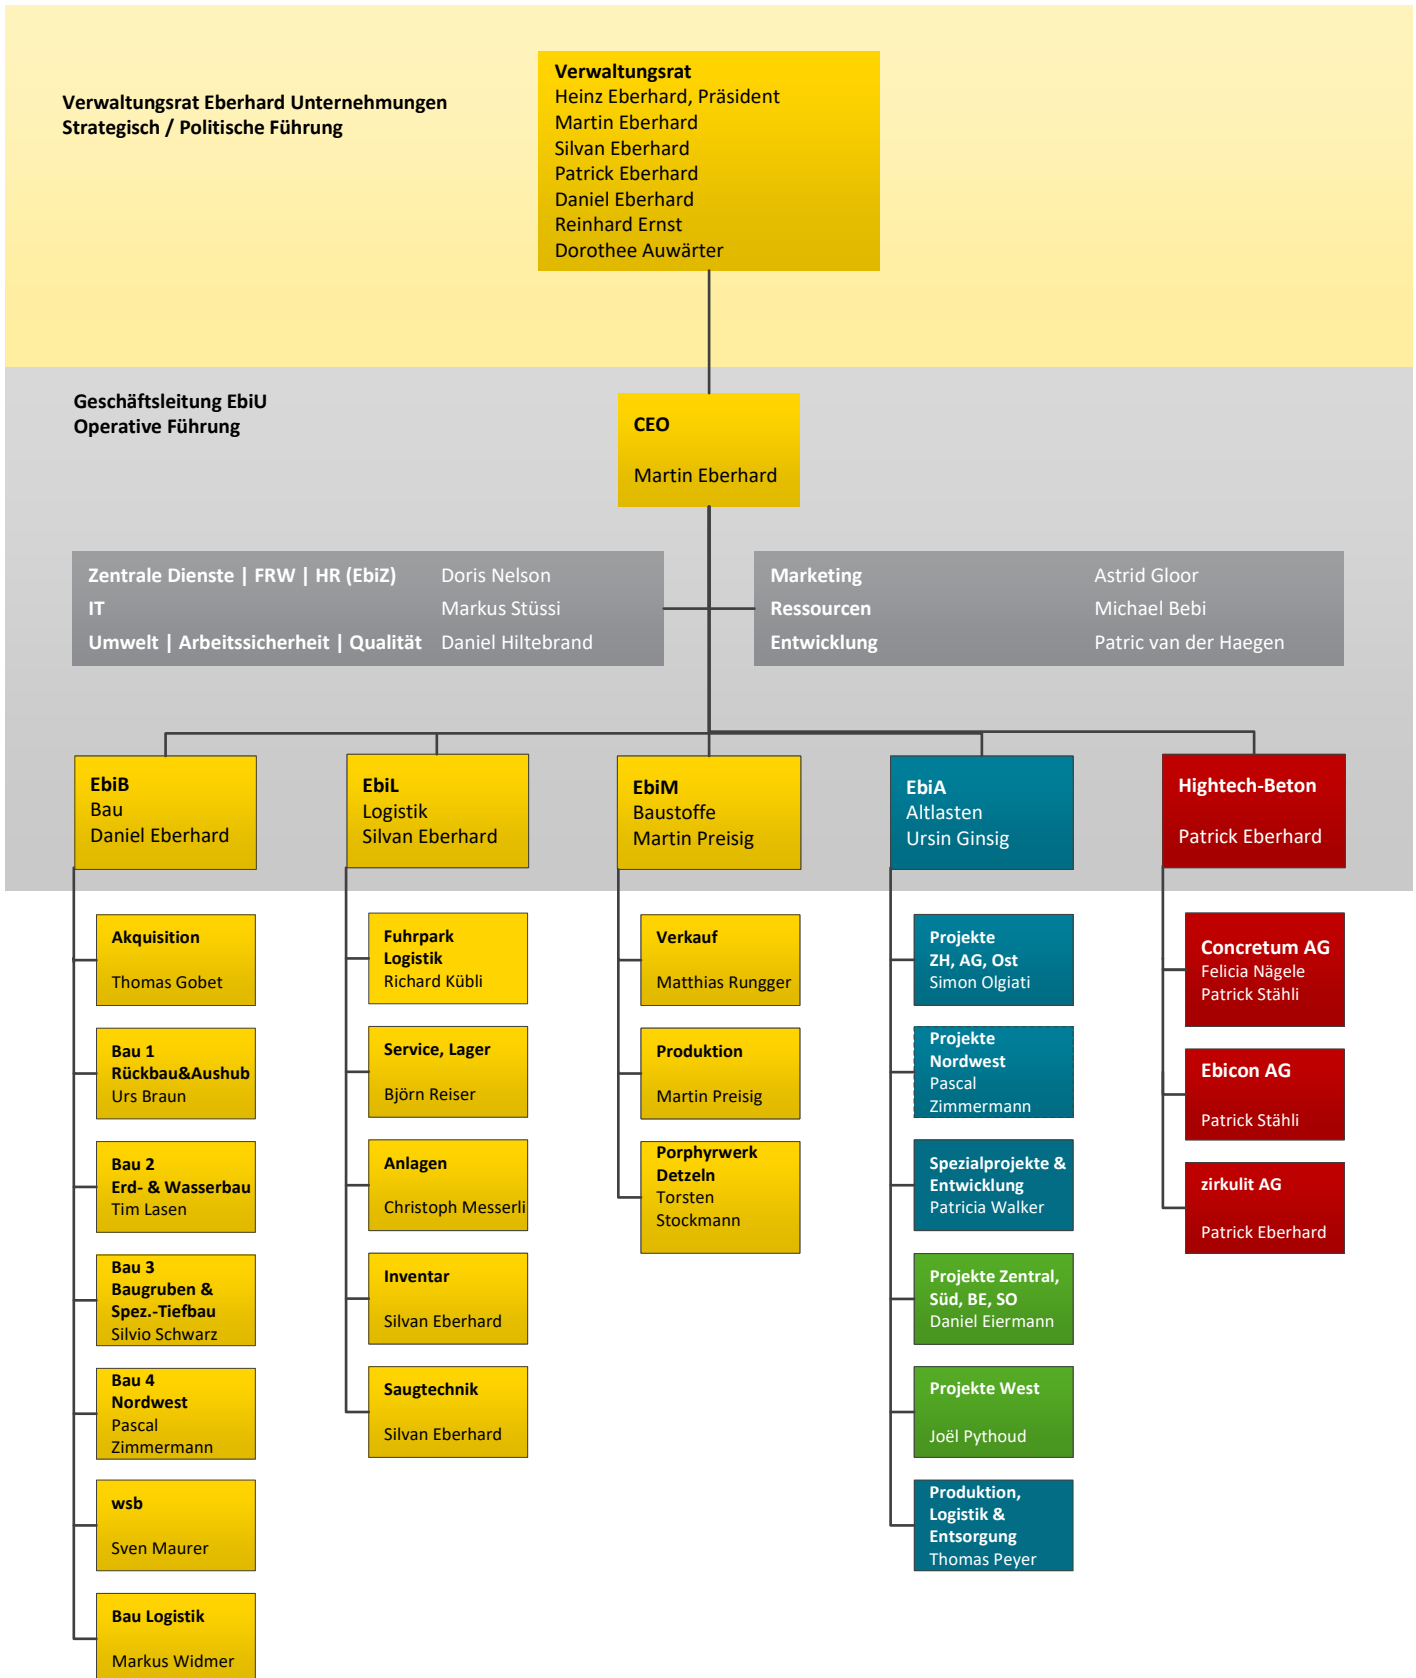 Verwaltungsrat Eberhard Unternehmungen
Strategisch / Politische Führung
Verwaltungsrat
Heinz Eberhard, Präsident
Martin Eberhard
Silvan Eberhard
Patrick Eberhard
Daniel Eberhard
Reinhard Ernst
Dorothee Auwärter
Geschäftsleitung EbiU
Operative Führung
CEO
Martin Eberhard
Zentrale Dienste | FRW | HR (EbiZ) Doris Nelson
IT Markus Stüssi
Umwelt | Arbeitssicherheit | Qualität Daniel Hiltebrand
Marketing Astrid Gloor
Ressourcen Michael Bebi
Entwicklung Patric van der Haegen
EbiB
Bau
Daniel Eberhard
EbiL
Logistik
Silvan Eberhard
EbiM
Baustoffe
Martin Preisig
EbiA
Altlasten
Ursin Ginsig
Hightech-Beton
Patrick Eberhard
Akquisition
Thomas Gobet
Bau 1
Rückbau&Aushub
Urs Braun
Bau 2
Erd- & Wasserbau
Tim Lasen
Bau 3
Baugruben &
Spez.-Tiefbau
Silvio Schwarz
Bau 4
Nordwest
Pascal
Zimmermann
wsb
Sven Maurer
Bau Logistik
Markus Widmer
Fuhrpark
Logistik
Richard Kübli
Service, Lager
Björn Reiser
Anlagen
Christoph Messerli
Inventar
Silvan Eberhard
Saugtechnik
Silvan Eberhard
Verkauf
Matthias Rungger
Produktion
Martin Preisig
Porphyrwerk
Detzeln
Torsten
Stockmann
Projekte
ZH, AG, Ost
Simon Olgiati
Projekte
Nordwest
Pascal
Zimmermann
Spezialprojekte &
Entwicklung
Patricia Walker
Projekte Zentral,
Süd, BE, SO
Daniel Eiermann
Projekte West
Joël Pythoud
Produktion,
Logistik &
Entsorgung
Thomas Peyer
Concretum AG
Felicia Nägele
Patrick Stähli
Ebicon AG
Patrick Stähli
zirkulit AG
Patrick Eberhard